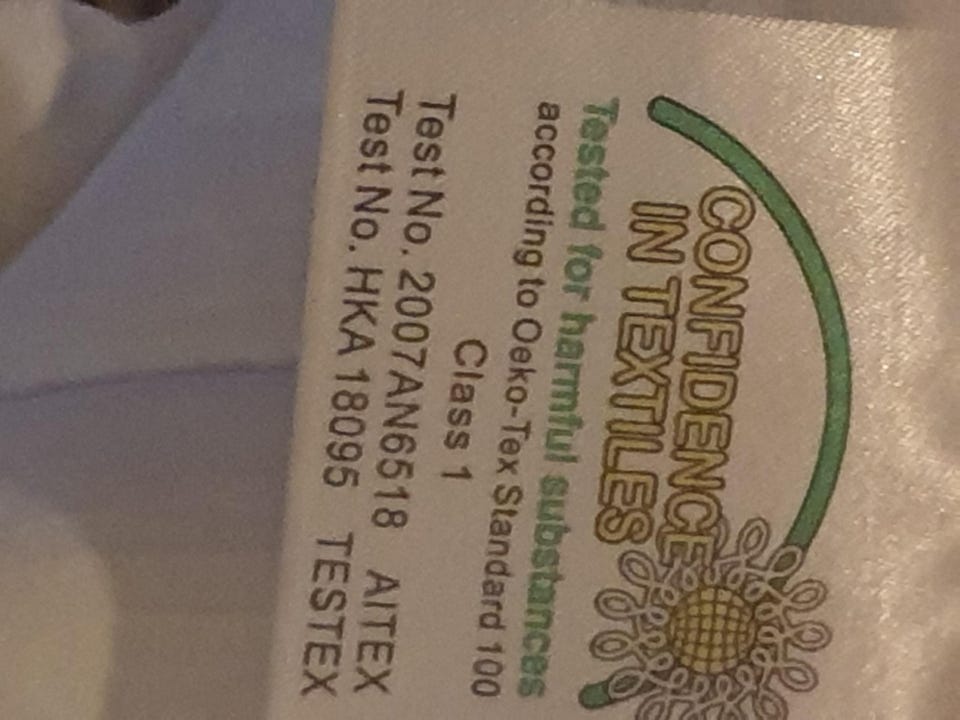 CONFIDENCE
IN TEXTILES
Tested for harmful substances
according to Oeko-Tex Standard 100
Class 1
Test No. 2007AN6518 AITEX
Test No. HKA 18095 TESTEX